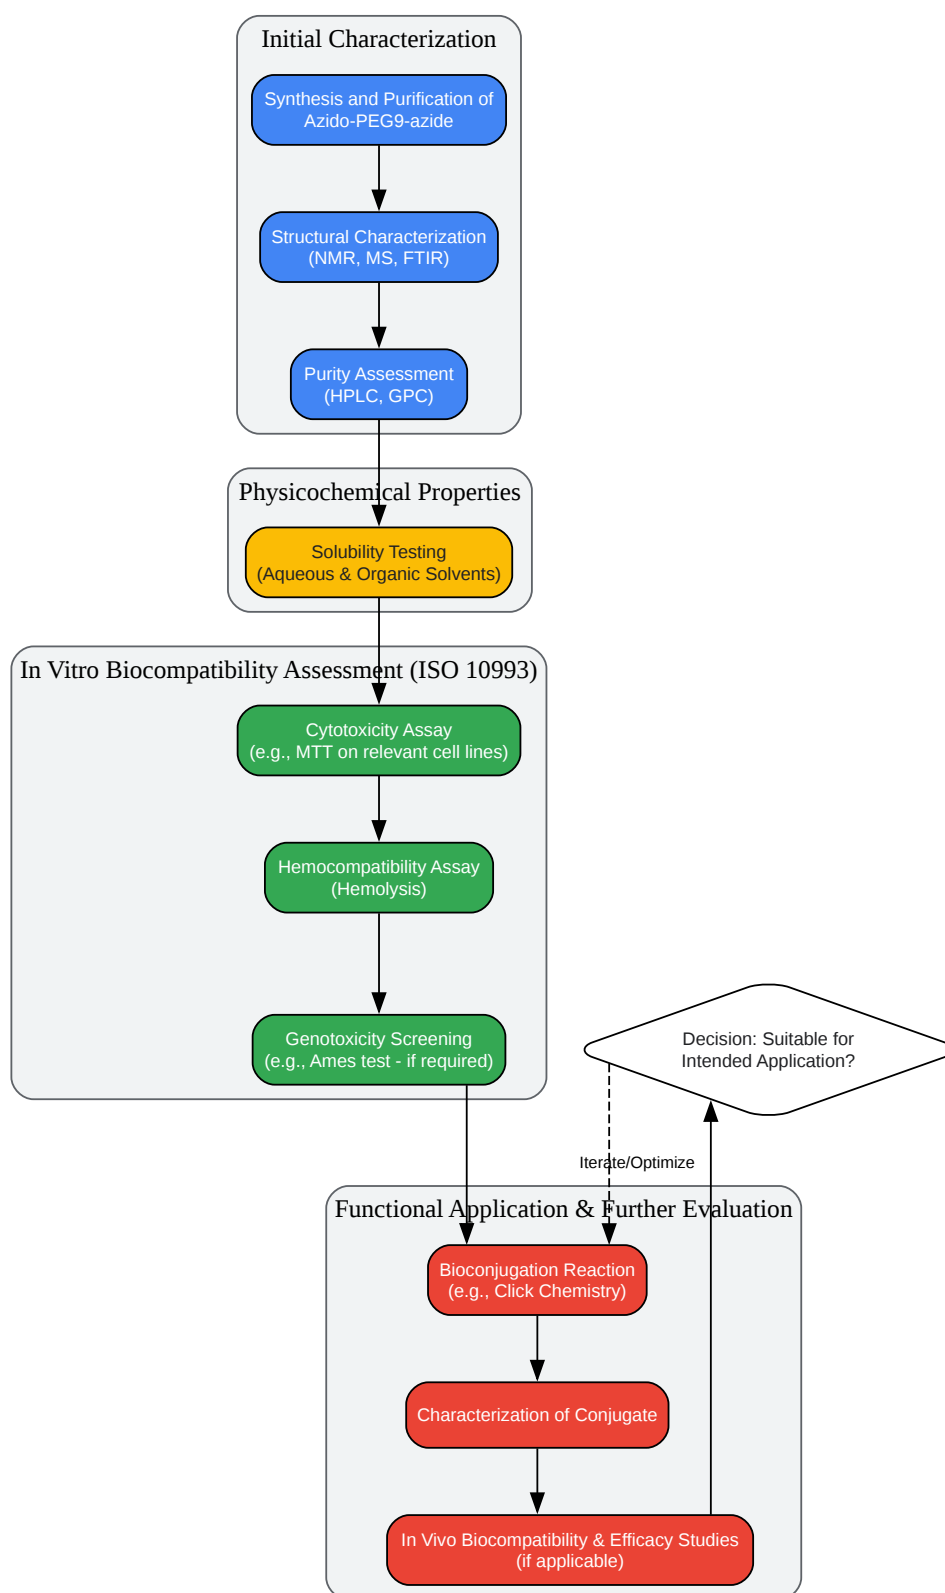 Initial Characterization
Synthesis and Purification of
Azido-PEG9-azide
Structural Characterization
(NMR, MS, FTIR)
Purity Assessment
(HPLC, GPC)
Physicochemical Properties
Solubility Testing
(Aqueous & Organic Solvents)
In Vitro Biocompatibility Assessment (ISO 10993)
Cytotoxicity Assay
(e.g., MTT on relevant cell lines)
Hemocompatibility Assay
(Hemolysis)
Genotoxicity Screening
(e.g., Ames test - if required)
Decision: Suitable for
Intended Application?
Iterate/Optimize
Functional Application & Further Evaluation
Bioconjugation Reaction
(e.g., Click Chemistry)
Characterization of Conjugate
In Vivo Biocompatibility & Efficacy Studies
(if applicable)